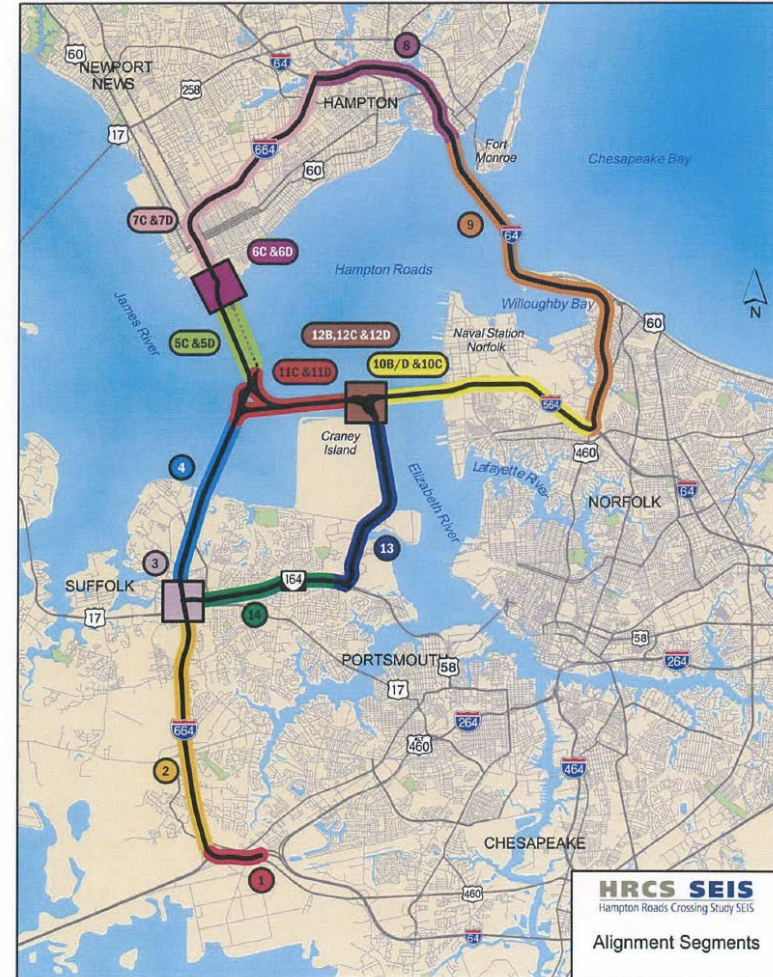 60
NEWPORT
NEWS
64
8
258
HAMPTON
17
664
60
Fort
Monroe
Chesapeake Bay
9
64
7C &7D
6C &6D
Hampton Roads
N
Willoughby Bay
James River
12B,12C &12D
Naval Station
Norfolk
60
5C &5D
11C &11D
10B/D &10C
564
Craney
Island
460
4
Lafayette River
64
Elizabeth River
NORFOLK
13
3
164
SUFFOLK
17
14
58
PORTSMOUTH
58
264
17
664
264
ALT
460
2
464
CHESAPEAKE
1
460
64
HRCS SEIS
Hampton Roads Crossing Study SEIS
Alignment Segments